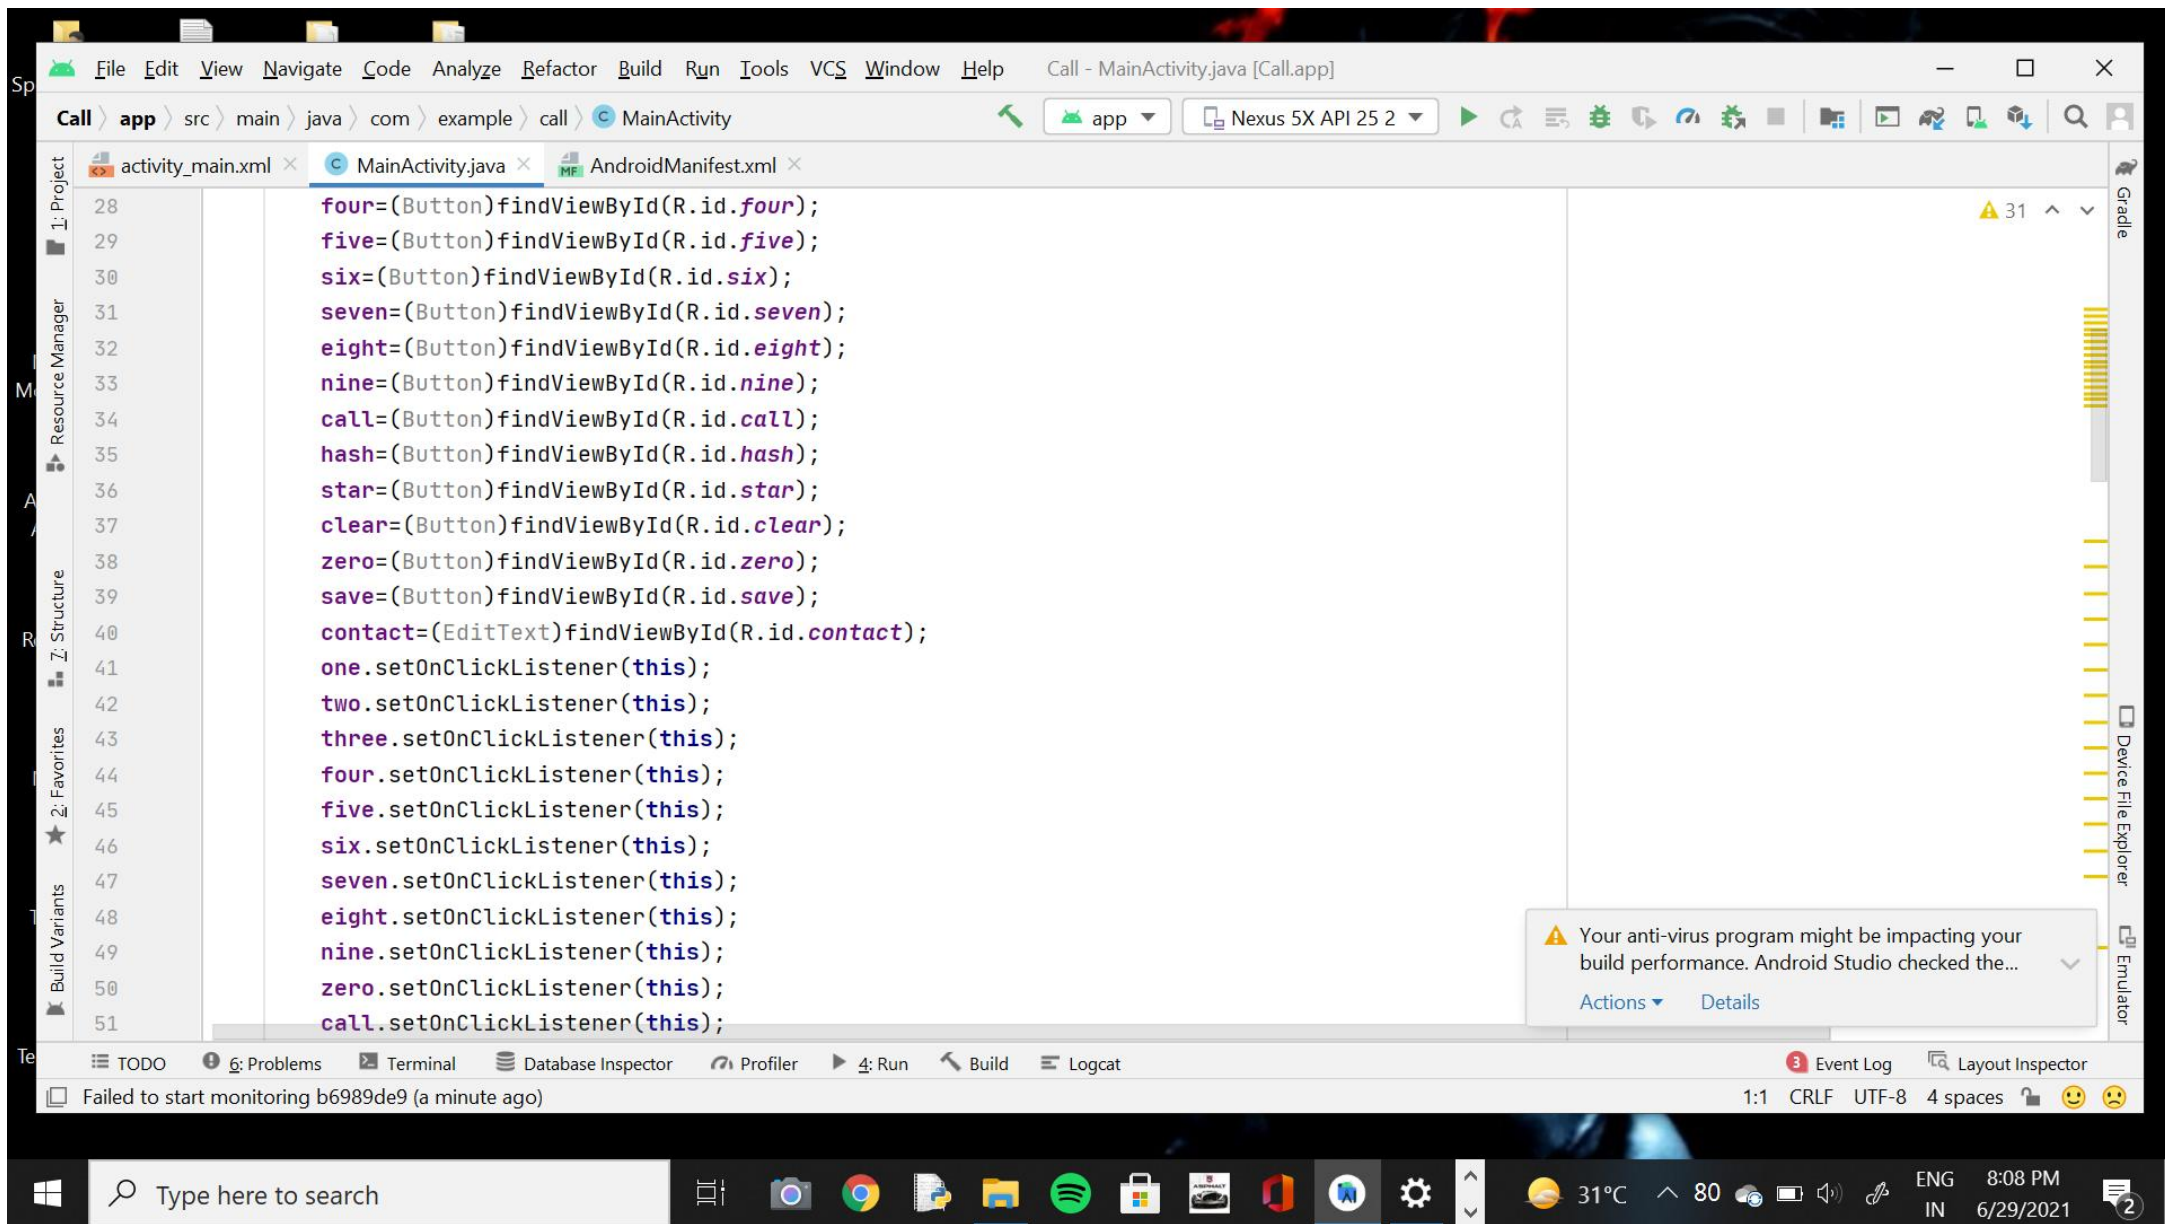 File Edit View Navigate Code Analyze Refactor Build Run Tools VCS Window Help Call - MainActivity.java [Call.app]
Call app src main java com example call C MainActivity app Nexus 5X API 25 2
activity_main.xml C MainActivity.java MF AndroidManifest.xml
28 four=(Button)findViewById(R.id.four);
29 five=(Button)findViewById(R.id.five);
30 six=(Button)findViewById(R.id.six);
31 seven=(Button)findViewById(R.id.seven);
32 eight=(Button)findViewById(R.id.eight);
33 nine=(Button)findViewById(R.id.nine);
34 call=(Button)findViewById(R.id.call);
35 hash=(Button)findViewById(R.id.hash);
36 star=(Button)findViewById(R.id.star);
37 clear=(Button)findViewById(R.id.clear);
38 zero=(Button)findViewById(R.id.zero);
39 save=(Button)findViewById(R.id.save);
40 contact=(EditText)findViewById(R.id.contact);
41 one.setOnClickListener(this);
42 two.setOnClickListener(this);
43 three.setOnClickListener(this);
44 four.setOnClickListener(this);
45 five.setOnClickListener(this);
46 six.setOnClickListener(this);
47 seven.setOnClickListener(this);
48 eight.setOnClickListener(this);
49 nine.setOnClickListener(this);
50 zero.setOnClickListener(this);
51 call.setOnClickListener(this);
31
1: Project
Resource Manager
7: Structure
2: Favorites
Build Variants
Gradle
Device File Explorer
Emulator
Your anti-virus program might be impacting your
build performance. Android Studio checked the...
Actions Details
TODO 6: Problems Terminal Database Inspector Profiler 4: Run Build Logcat 3 Event Log Layout Inspector
Failed to start monitoring b6989de9 (a minute ago) 1:1 CRLF UTF-8 4 spaces
Type here to search
31°C 80 ENG 8:08 PM
IN 6/29/2021 2